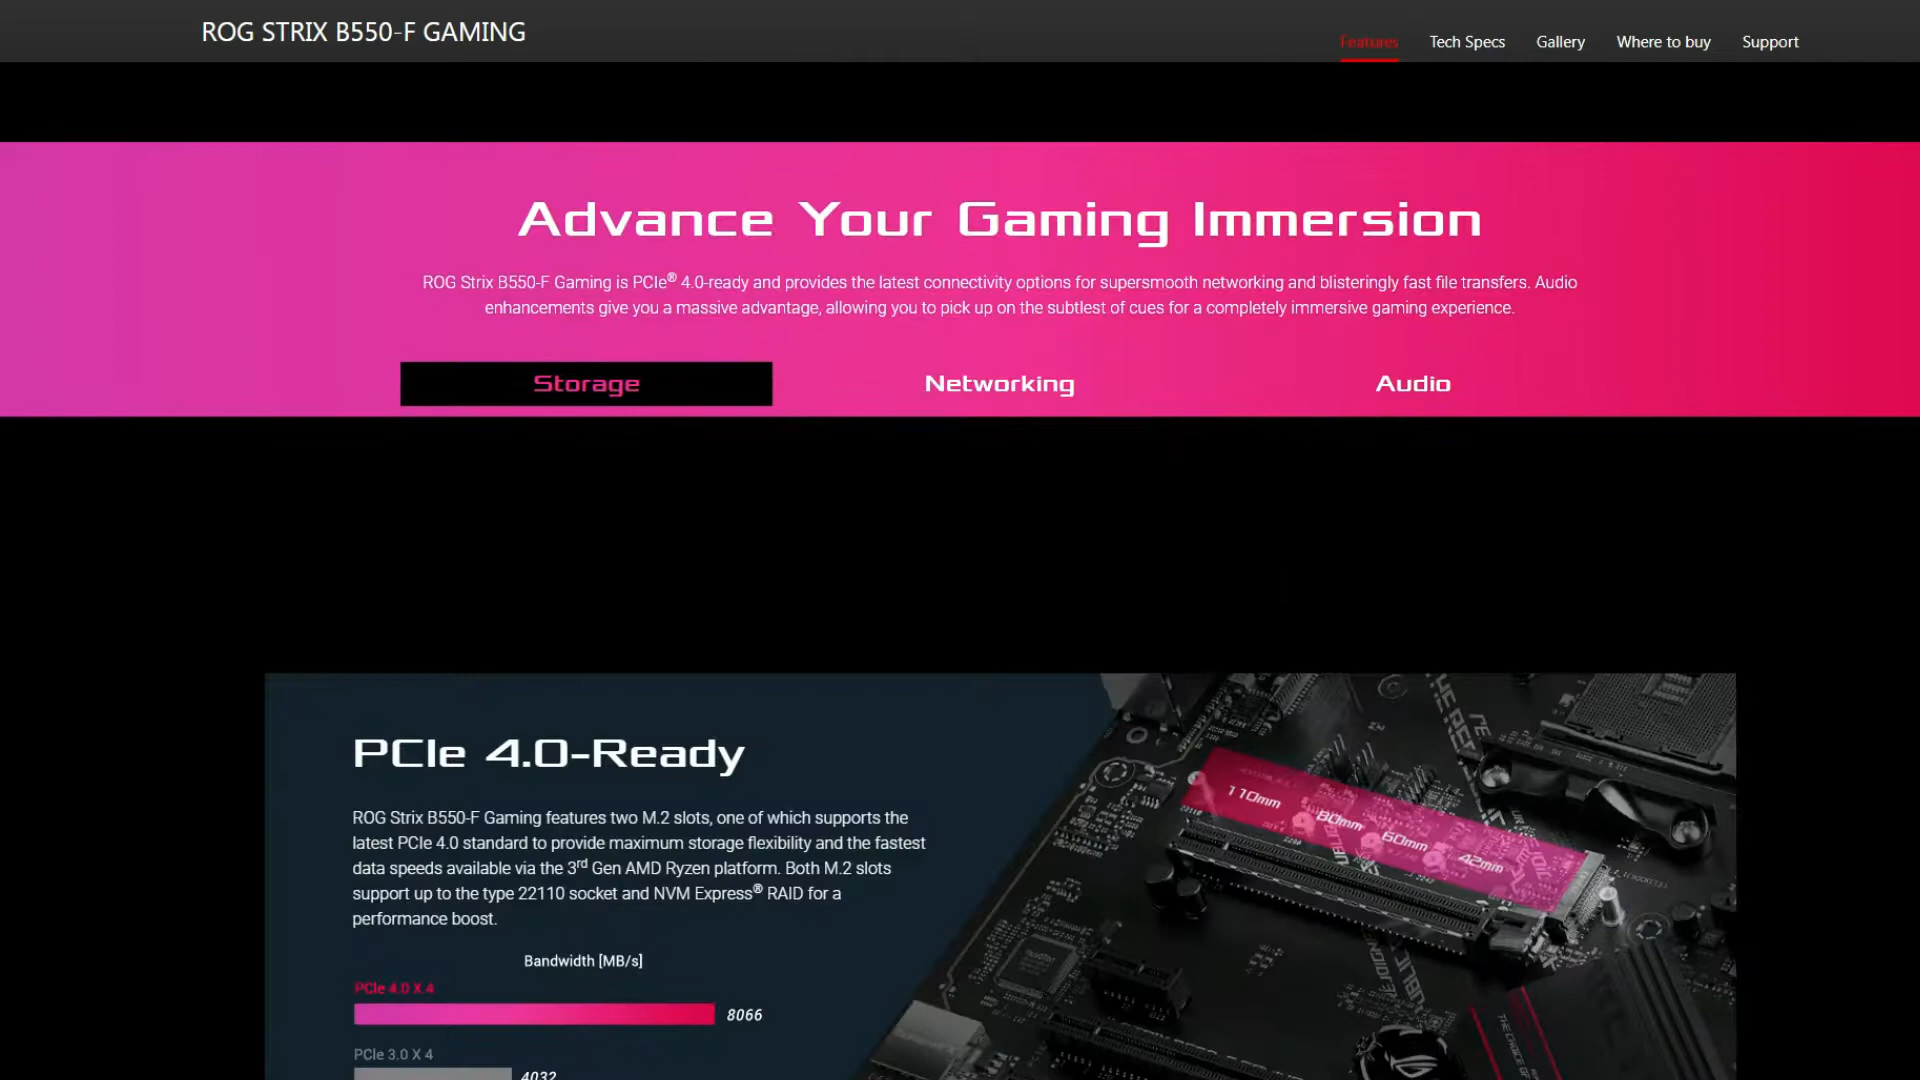 ROG STRIX B550-F GAMING
Features Tech Specs Gallery Where to buy Support
Advance Your Gaming Immersion
ROG Strix B550-F Gaming is PCIe® 4.0-ready and provides the latest connectivity options for supersmooth networking and blisteringly fast file transfers. Audio
enhancements give you a massive advantage, allowing you to pick up on the subtlest of cues for a completely immersive gaming experience.
Storage Networking Audio
PCIe 4.0-Ready
ROG Strix B550-F Gaming features two M.2 slots, one of which supports the
latest PCIe 4.0 standard to provide maximum storage flexibility and the fastest
data speeds available via the 3rd Gen AMD Ryzen platform. Both M.2 slots
support up to the type 22110 socket and NVM Express® RAID for a
performance boost.
Bandwidth [MB/s]
PCIe 4.0 X 4
8066
PCIe 3.0 X 4
4032
110mm
80mm
60mm
42mm